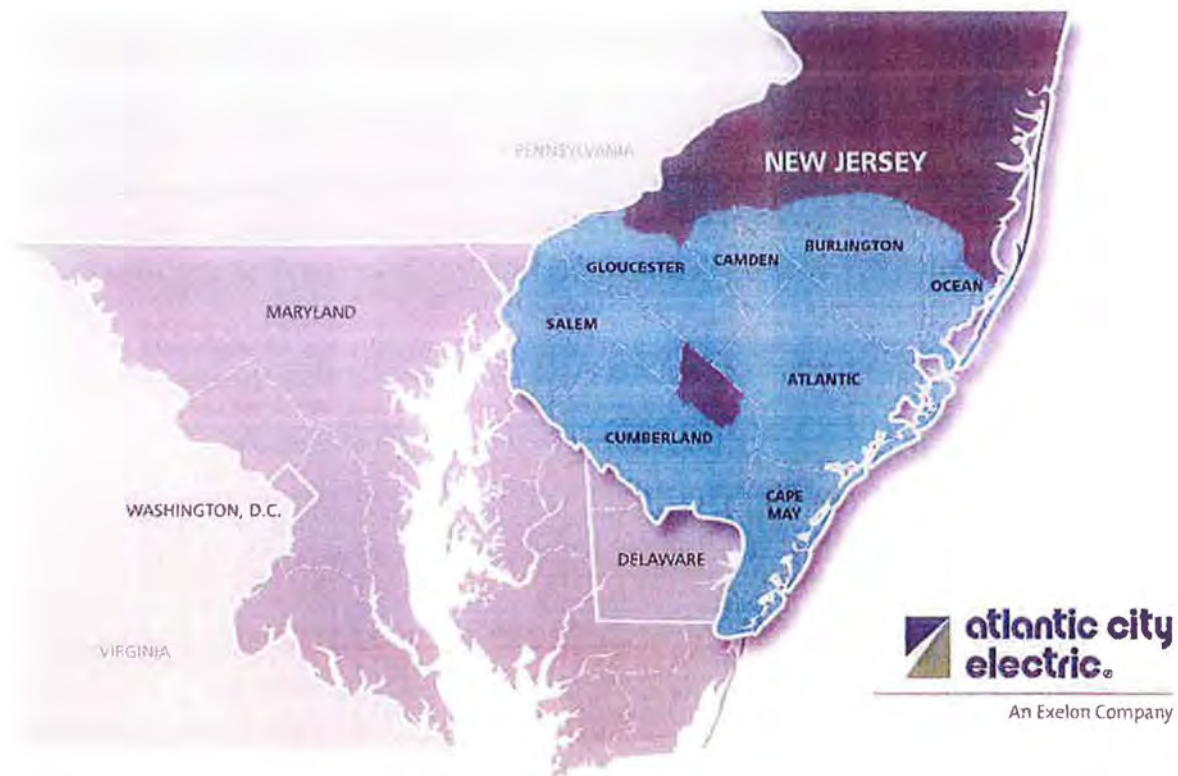 PENNSYLVANIA
NEW JERSEY
BURLINGTON
CAMDEN
GLOUCESTER
OCEAN
MARYLAND
SALEM
ATLANTIC
CUMBERLAND
CAPE
MAY
WASHINGTON, D.C.
DELAWARE
VIRGINIA
atlantic city
electric®
An Exelon Company